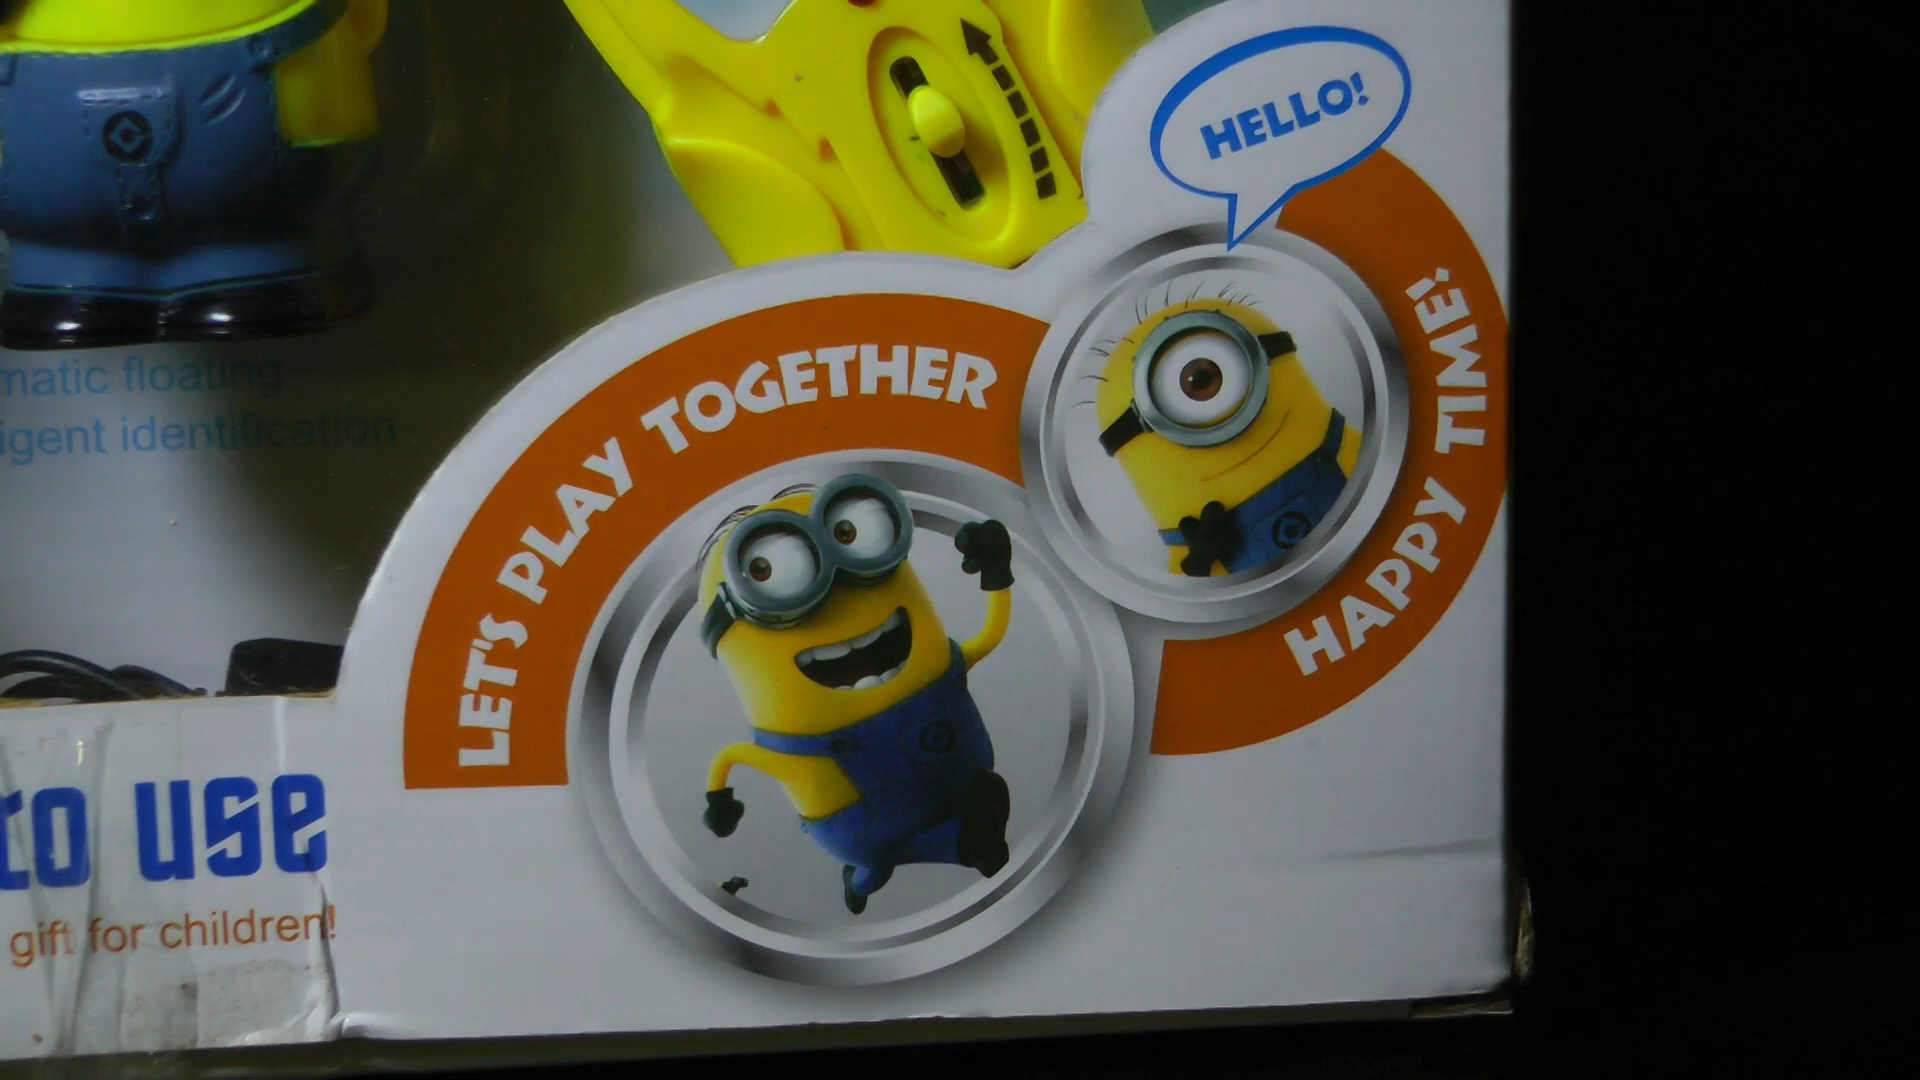 HELLO!
LET'S PLAY TOGETHER
HAPPY TIME!
matic floating
igent identification
to use
gift for children!